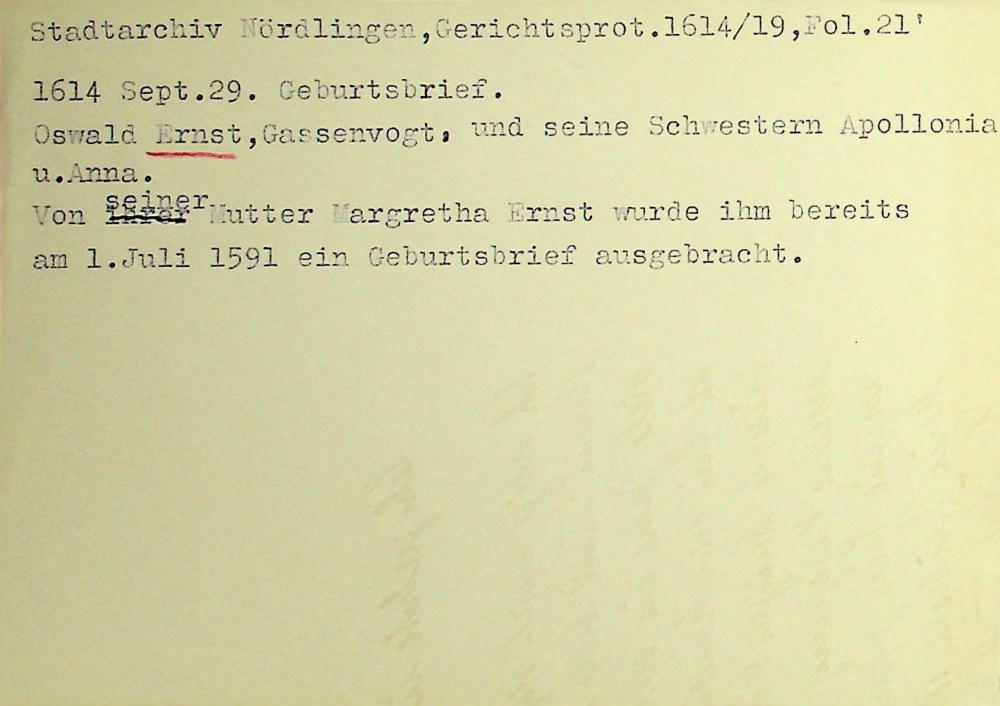 Stadtarchiv Nördlingen,Gerichtsprot.1614/19,Fol.21'
1614 Sept.29. Geburtsbrief.
Oswald Ernst,Gassenvogt, und seine Schwestern Apollonia
u.Anna.
Von ihrer seiner Mutter Margretha Ernst wurde ihm bereits
am 1.Juli 1591 ein Geburtsbrief ausgebracht.